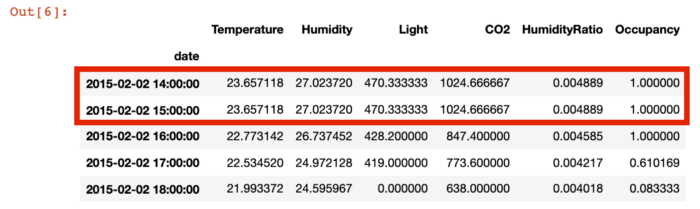 Out[6]:
Temperature Humidity Light CO2 HumidityRatio Occupancy
date
2015-02-02 14:00:00 23.657118 27.023720 470.333333 1024.666667 0.004889 1.000000
2015-02-02 15:00:00 23.657118 27.023720 470.333333 1024.666667 0.004889 1.000000
2015-02-02 16:00:00 22.773142 26.737452 428.200000 847.400000 0.004585 1.000000
2015-02-02 17:00:00 22.534520 24.972128 419.000000 773.600000 0.004217 0.610169
2015-02-02 18:00:00 21.993372 24.595967 0.000000 638.000000 0.004018 0.083333